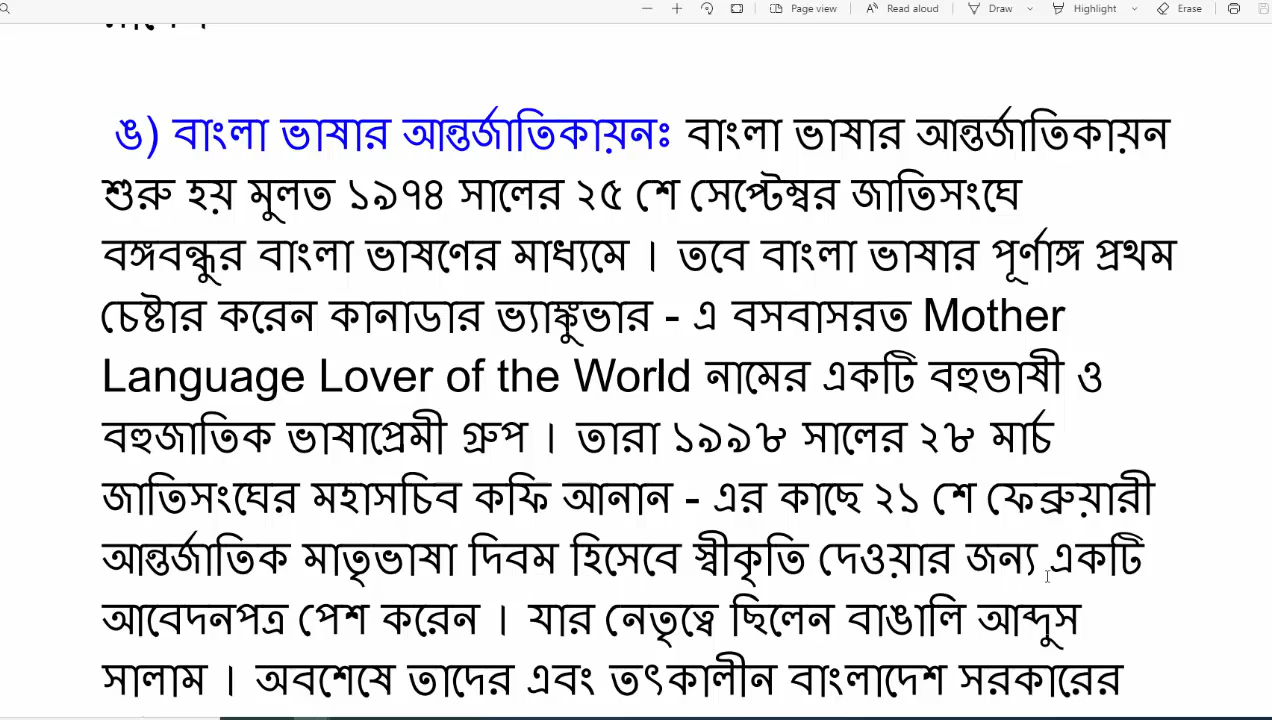 Page view Read aloud Draw Highlight Erase
ঙ) বাংলা ভাষার আন্তর্জাতিকায়নঃ বাংলা ভাষার আন্তর্জাতিকায়ন
শুরু হয় মুলত ১৯৭৪ সালের ২৫ শে সেপ্টেম্বর জাতিসংঘে
বঙ্গবন্ধুর বাংলা ভাষণের মাধ্যমে । তবে বাংলা ভাষার পূর্ণাঙ্গ প্রথম
চেষ্টার করেন কানাডার ভ্যাঙ্কুভার - এ বসবাসরত Mother
Language Lover of the World নামের একটি বহুভাষী ও
বহুজাতিক ভাষাপ্রেমী গ্রুপ । তারা ১৯৯৮ সালের ২৮ মার্চ
জাতিসংঘের মহাসচিব কফি আনান - এর কাছে ২১ শে ফেব্রুয়ারী
আন্তর্জাতিক মাতৃভাষা দিবম হিসেবে স্বীকৃতি দেওয়ার জন্য একটি
আবেদনপত্র পেশ করেন । যার নেতৃত্বে ছিলেন বাঙালি আব্দুস
সালাম । অবশেষে তাদের এবং তৎকালীন বাংলাদেশ সরকারের